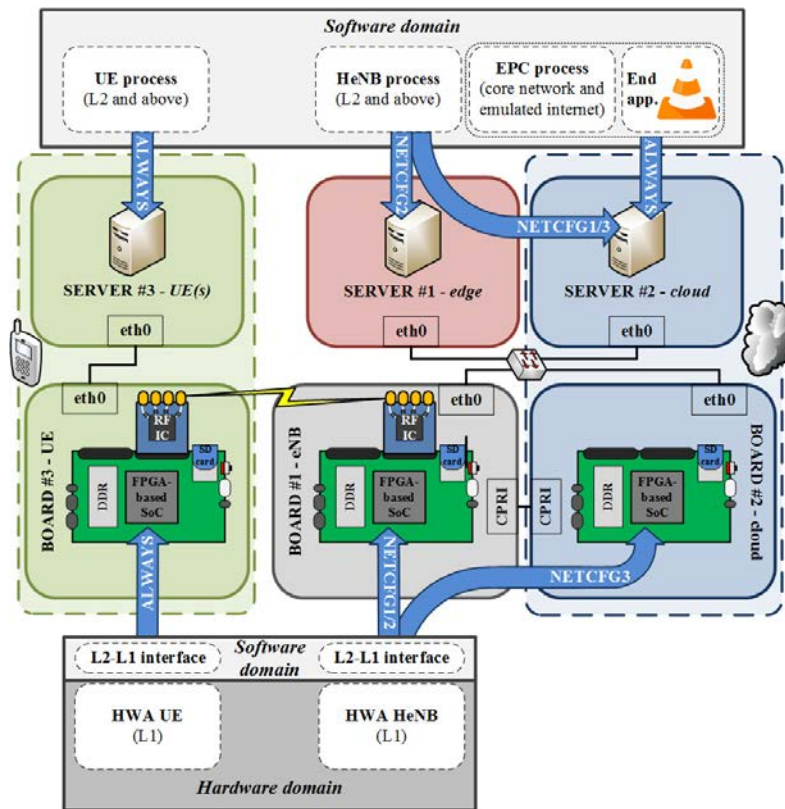 Software domain
UE process
(L2 and above)
HeNB process
(L2 and above)
EPC process
(core network and
emulated internet)
End
app.
ALWAYS
NETCFG2
ALWAYS
NETCFG1/3
SERVER #3 - UE(s)
SERVER #1 - edge
SERVER #2 - cloud
eth0
eth0
eth0
eth0
eth0
eth0
BOARD #3 - UE
RF
IC
SD
card
DDR
FPGA-
based
SoC
BOARD #1 - eNB
RF
IC
SD
card
DDR
FPGA-
based
SoC
CPRI
CPRI
SD
card
DDR
FPGA-
based
SoC
BOARD #2 - cloud
ALWAYS
NETCFG1/2
NETCFG3
L2-L1 interface
Software
domain
L2-L1 interface
HWA UE
(L1)
HWA HeNB
(L1)
Hardware domain